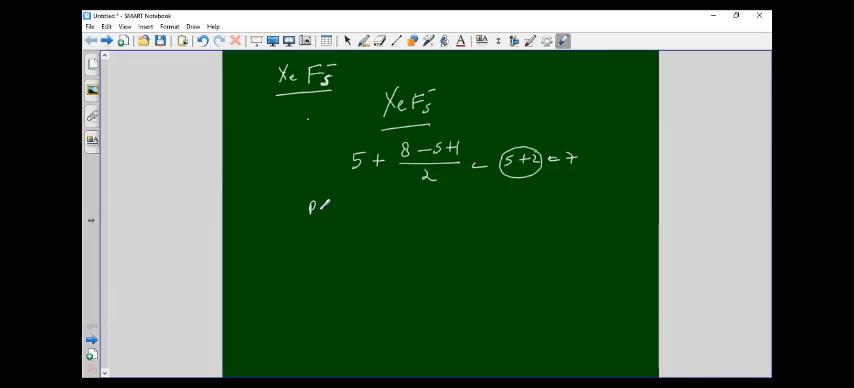 Untitled * - SMART Notebook
File Edit View Insert Format Draw Help
XeF₅⁻
XeF₅⁻
5 + (8 - 5 + 1)/2 = 5 + 2 = 7
P